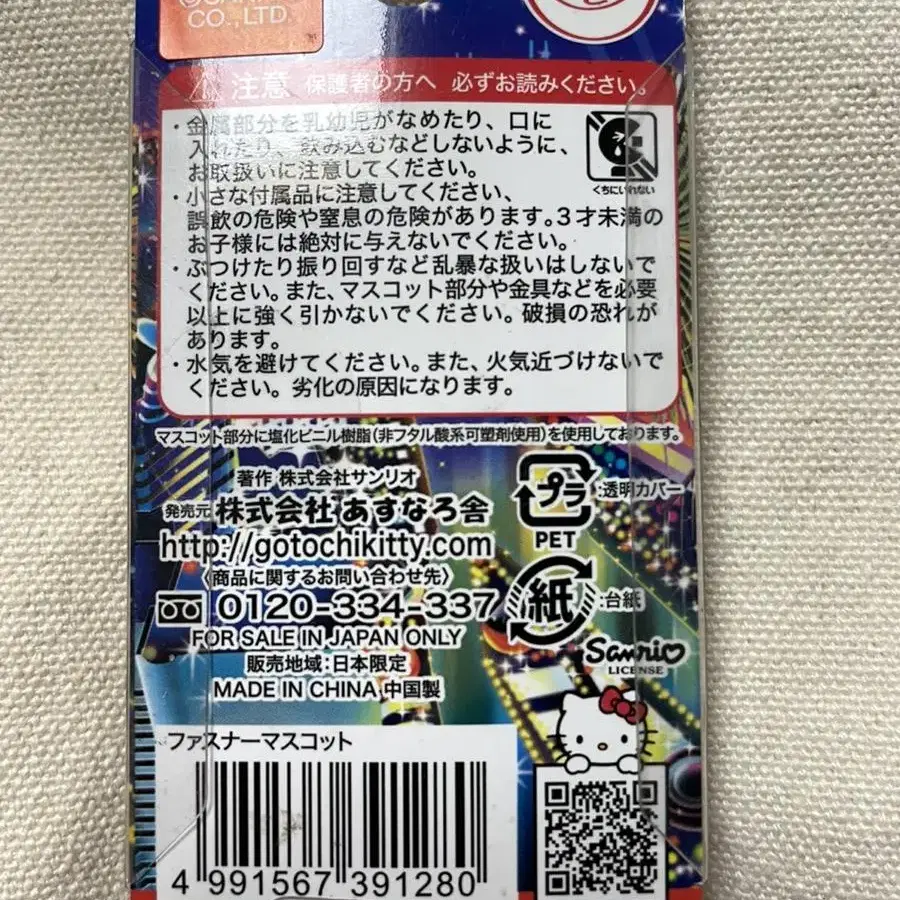 CO., LTD.
注意 保護者の方へ 必ずお読みください。
・金属部分を乳幼児がなめたり、口に
入れたり、飲み込むなどしないように、
お取扱いに注意してください。
くちにいれない
・小さな付属品に注意してください、
誤飲の危険や窒息の危険があります。3才未満の
お子様には絶対に与えないでください。
・ぶつけたり振り回すなど乱暴な扱いはしないで
ください。また、マスコット部分や金具などを必要
以上に強く引かないでください。破損の恐れが
あります。
・水気を避けてください。また、火気近づけないで
ください。劣化の原因になります。
マスコット部分に塩化ビニル樹脂(非フタル酸系可塑剤使用)を使用しております。
著作 株式会社サンリオ
発売元 株式会社 あすなろ舎
http://gotochikitty.com
〈商品に関するお問い合わせ先〉
0120-334-337
FOR SALE IN JAPAN ONLY
販売地域:日本限定
MADE IN CHINA 中国製
プラ :透明カバー
PET
紙 :台紙
Sanrio
LICENSE
ファスナーマスコット
4 991567 391280